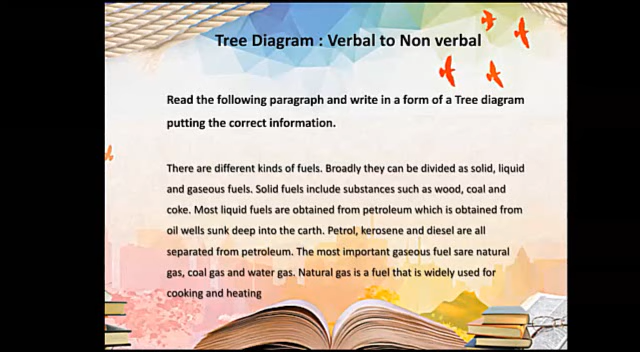 Tree Diagram : Verbal to Non verbal
Read the following paragraph and write in a form of a Tree diagram
putting the correct information.
There are different kinds of fuels. Broadly they can be divided as solid, liquid
and gaseous fuels. Solid fuels include substances such as wood, coal and
coke. Most liquid fuels are obtained from petroleum which is obtained from
oil wells sunk deep into the carth. Petrol, kerosene and diesel are all
separated from petroleum. The most important gaseous fuel sare natural
gas, coal gas and water gas. Natural gas is a fuel that is widely used for
cooking and heating